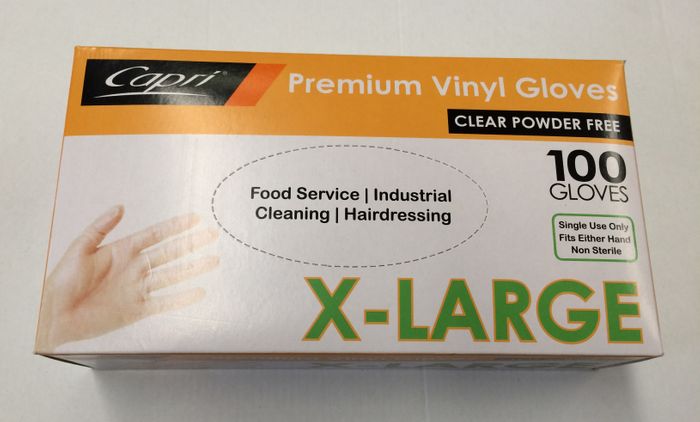 Capri
Premium Vinyl Gloves
CLEAR POWDER FREE
100
GLOVES
Food Service | Industrial
Cleaning | Hairdressing
Single Use Only
Fits Either Hand
Non Sterile
X-LARGE
X-LARGE